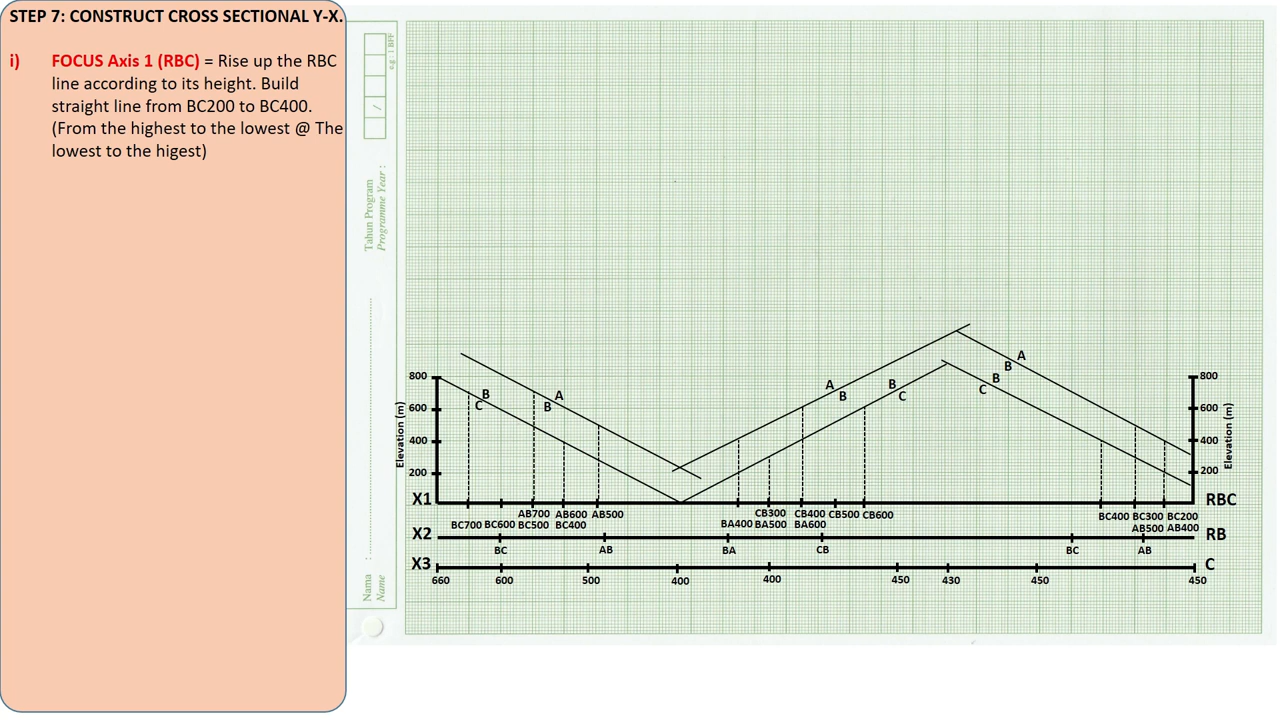 STEP 7: CONSTRUCT CROSS SECTIONAL Y-X.
i) FOCUS Axis 1 (RBC) = Rise up the RBC
line according to its height. Build
straight line from BC200 to BC400.
(From the highest to the lowest @ The
lowest to the higest)
e.g. : 1 BFF
/
Tahun Program
Programme Year :
Nama :
Name
A
A
B
B
B
A
B
B
C
C
C
A
B
C
B
800
600
400
200
Elevation (m)
800
600
400
200
Elevation (m)
X1
RBC
BC700 BC600
AB700
BC500
AB600
BC400
AB500
BA400
CB300
BA500
CB400
BA600
CB500 CB600
BC400
BC300
AB500
BC200
AB400
X2
RB
BC AB BA CB BC AB
X3
C
660 600 500 400 400 450 430 450 450